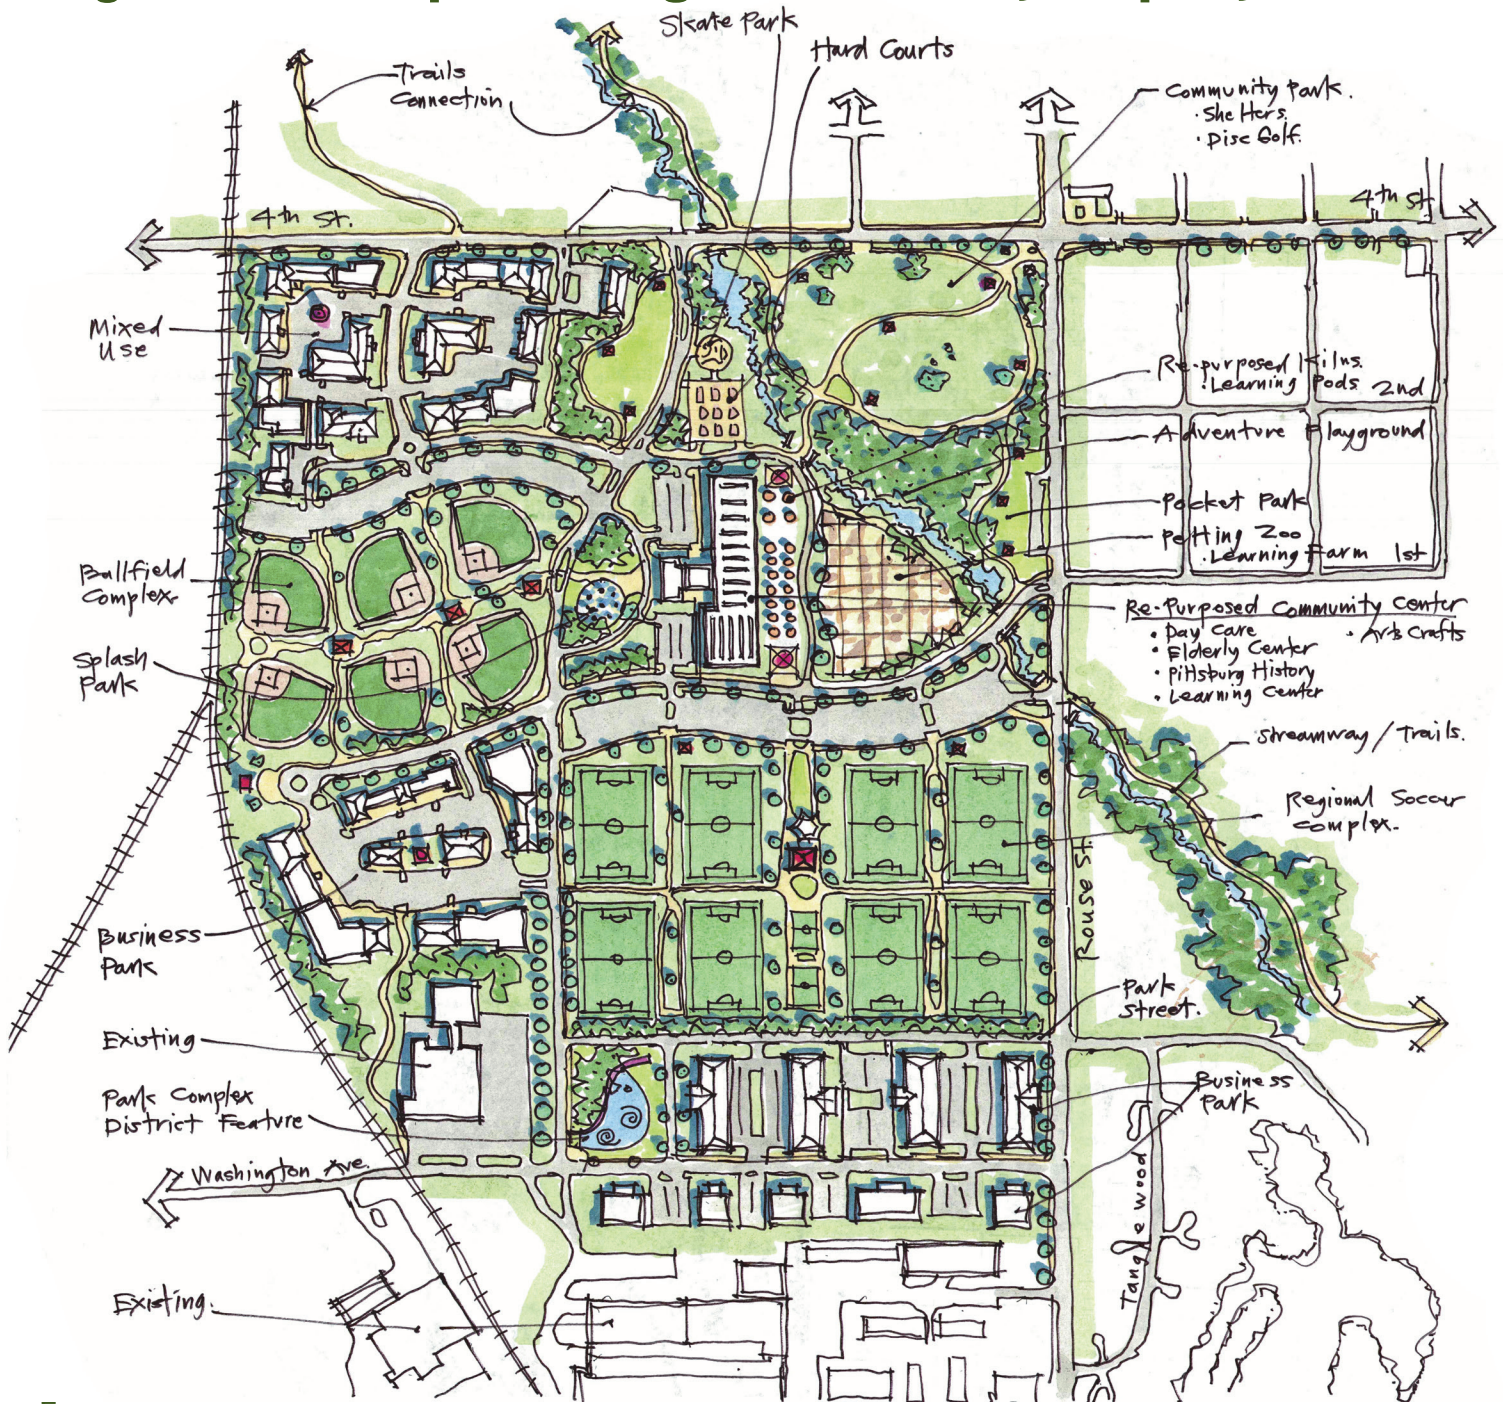 Skate Park
Hard Courts
Trails
Connection
Community Park.
· Shelters.
· Disc Golf.
4th St.
4th St
Mixed
Use
Re-purposed Kilns.
· Learning Pods
2nd
Adventure Playground
Pocket Park
Petting Zoo
· Learning Farm
1st
Ballfield
Complex
Re-Purposed Community Center
• Day Care
• Arts Crafts
• Elderly Center
• Pittsburg History
• Learning Center
Splash
Park
Streamway / Trails.
Regional Soccer
Complex.
Rouse St.
Business
Park
Park
Street.
Existing
Business
Park
Park Complex
District Feature
Washington Ave.
Tanglewood
Existing